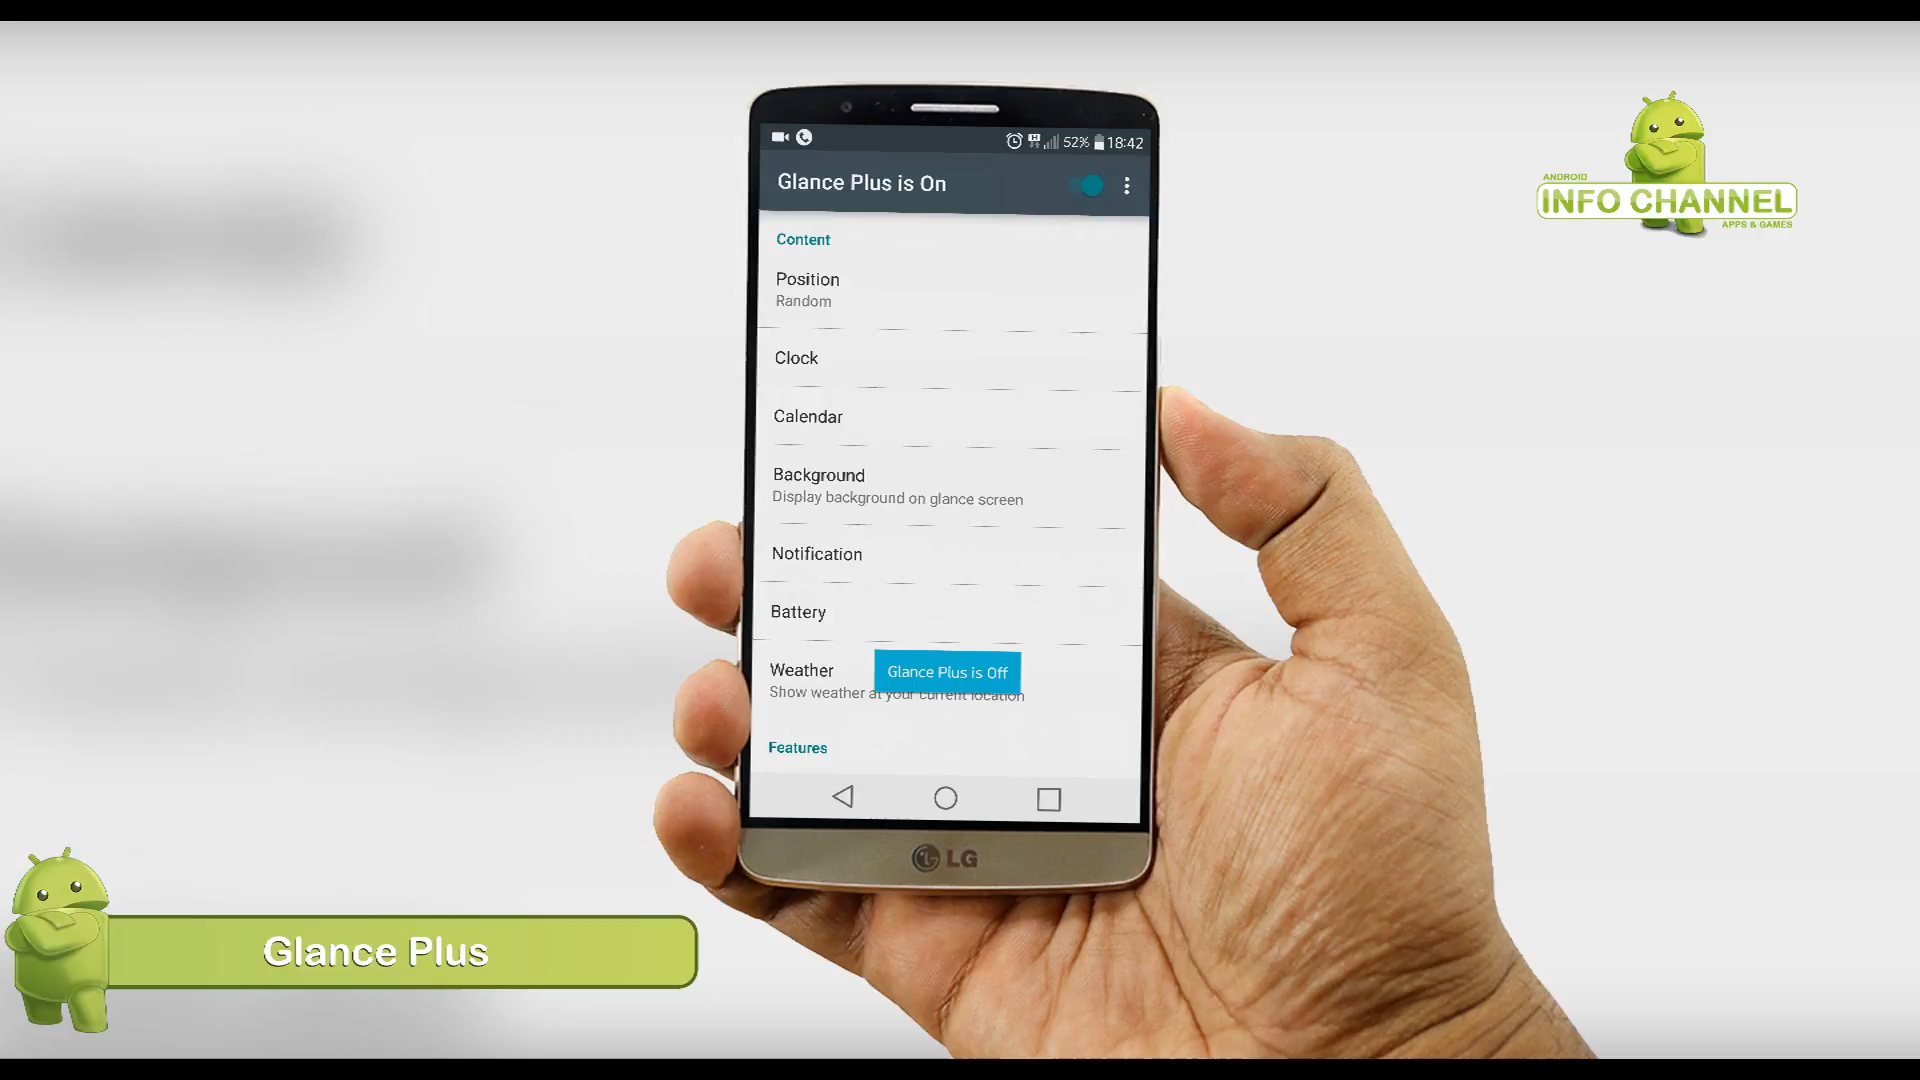 52% 18:42
Glance Plus is On
Content
Position
Random
Clock
Calendar
Background
Display background on glance screen
Notification
Battery
Weather
Glance Plus is Off
Show weather at your current location
Features
LG
ANDROID
INFO CHANNEL
APPS & GAMES
Glance Plus